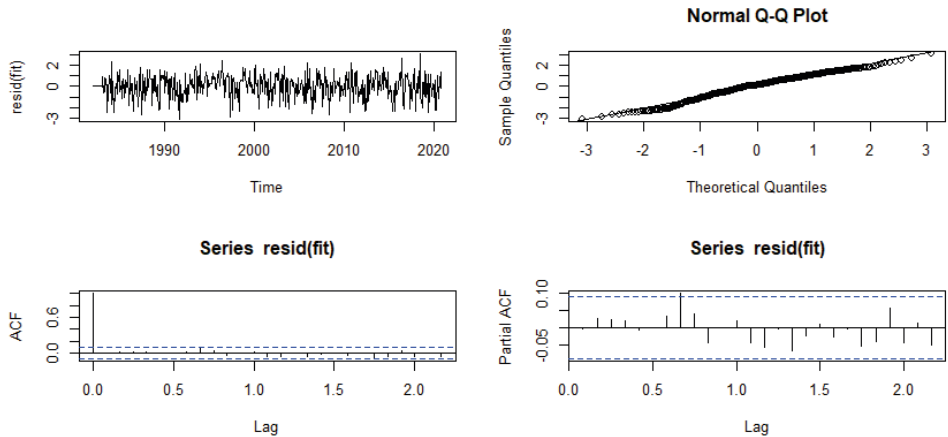 resid(fit)
2
0
-3
1990
2000
2010
2020
Time
Normal Q-Q Plot
Sample Quantiles
2
0
-3
-3
-2
-1
0
1
2
3
Theoretical Quantiles
Series resid(fit)
ACF
0.6
0.0
0.0
0.5
1.0
1.5
2.0
Lag
Series resid(fit)
Partial ACF
0.10
-0.05
0.0
0.5
1.0
1.5
2.0
Lag